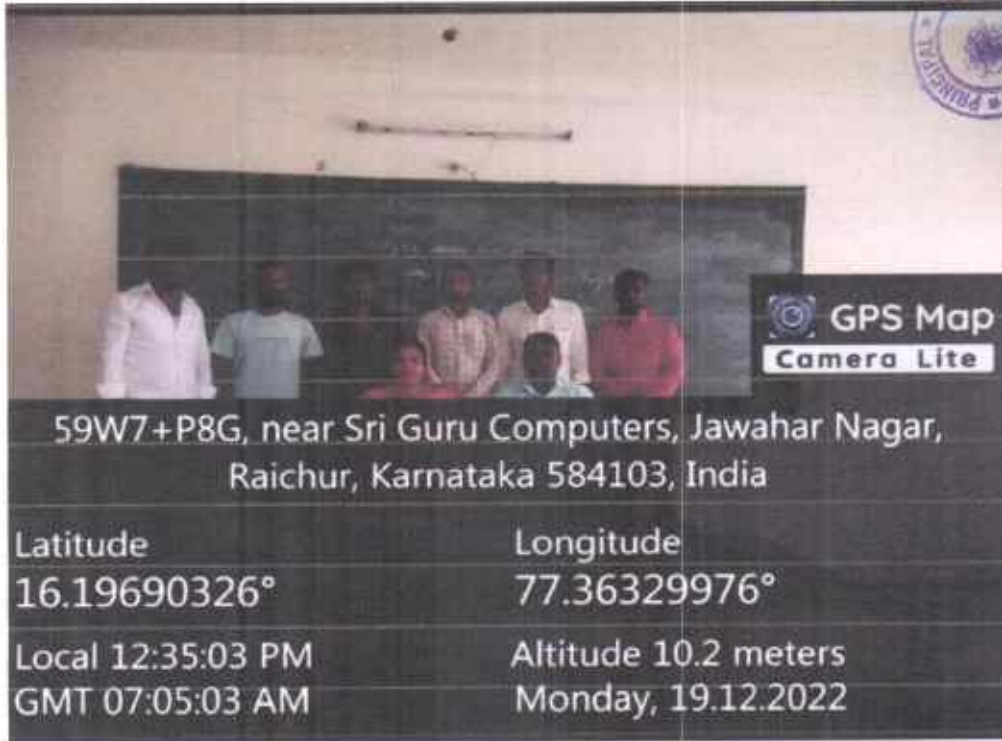 PRINCIPAL
GPS Map
Camera Lite
59W7+P8G, near Sri Guru Computers, Jawahar Nagar,
Raichur, Karnataka 584103, India
Latitude
16.19690326°
Longitude
77.36329976°
Local 12:35:03 PM
GMT 07:05:03 AM
Altitude 10.2 meters
Monday, 19.12.2022